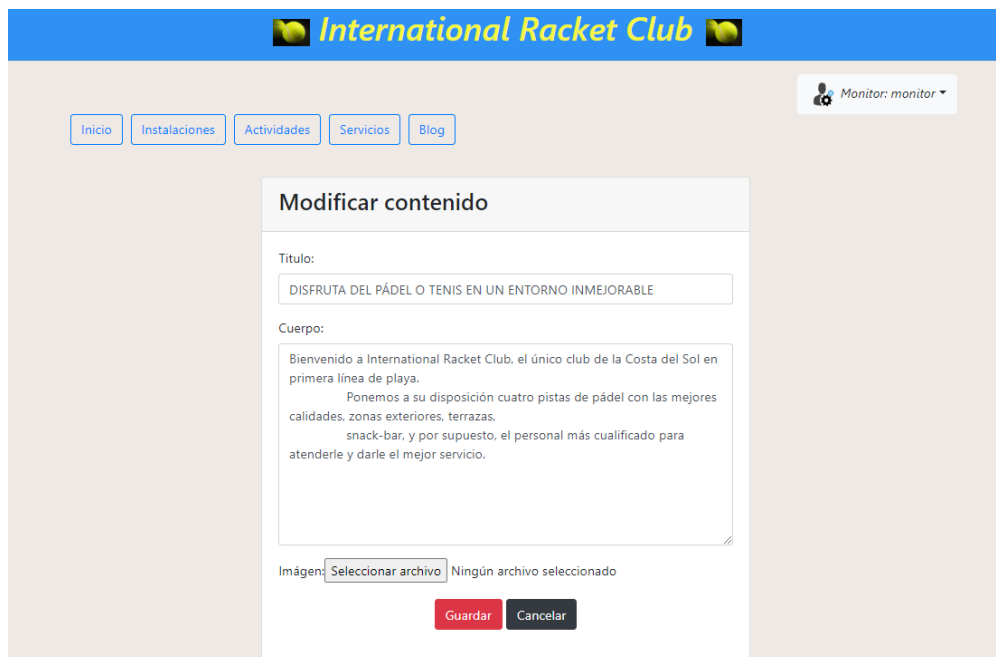 International Racket Club
Monitor: monitor
Inicio Instalaciones Actividades Servicios Blog
Modificar contenido
Titulo:
DISFRUTA DEL PÁDEL O TENIS EN UN ENTORNO INMEJORABLE
Cuerpo:
Bienvenido a International Racket Club, el único club de la Costa del Sol en
primera línea de playa.
Ponemos a su disposición cuatro pistas de pádel con las mejores
calidades, zonas exteriores, terrazas,
snack-bar, y por supuesto, el personal más cualificado para
atenderle y darle el mejor servicio.
Imágen: Seleccionar archivo Ningún archivo seleccionado
Guardar Cancelar